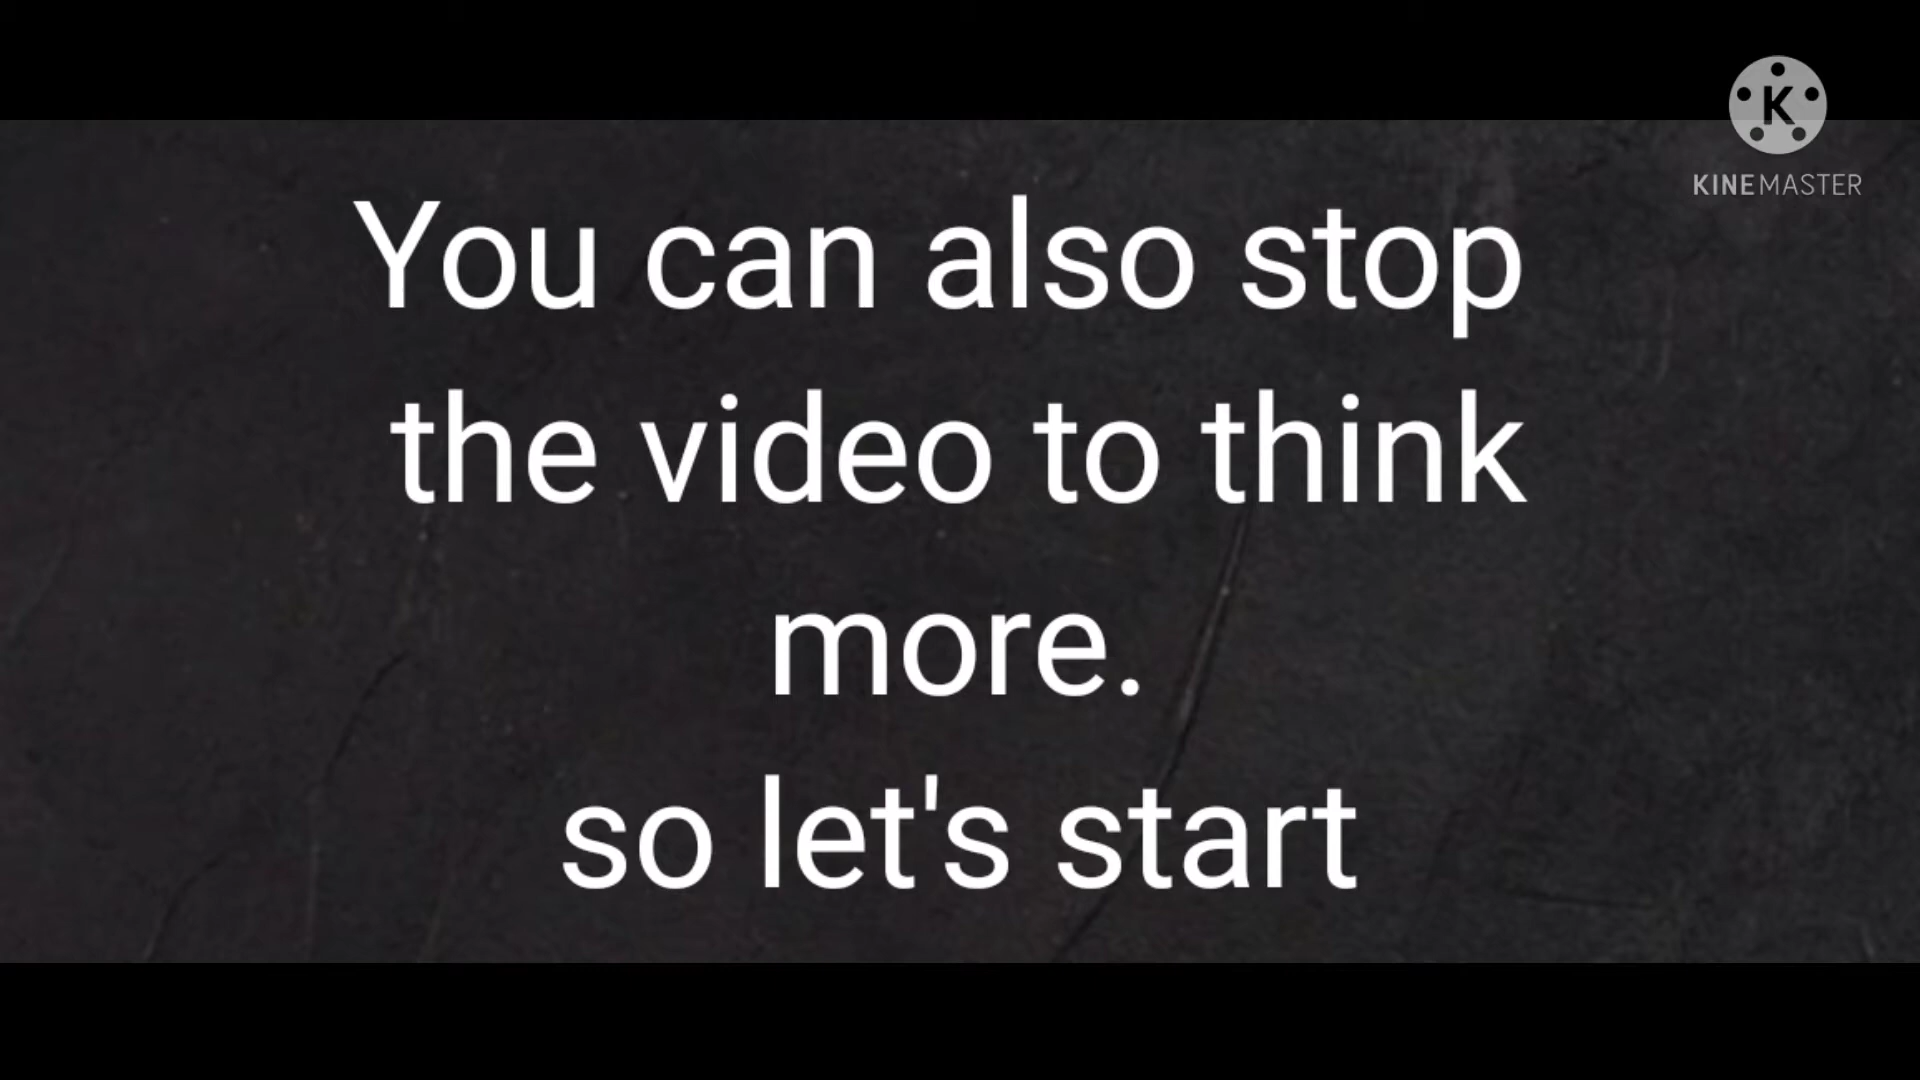 K
KINEMASTER
You can also stop
the video to think
more.
so let's start